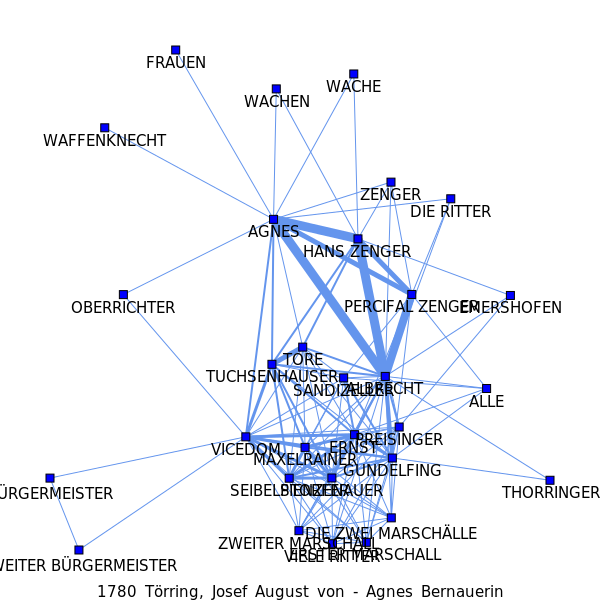 FRAUEN
WACHE
WACHEN
WAFFENKNECHT
ZENGER
DIE RITTER
AGNES
HANS ZENGER
OBERRICHTER
PERCIFAL ZENGER
EMERSHOFEN
TORE
TUCHSENHAUSER
SANDIZELLER
ALBRECHT
ALLE
PREISINGER
ERNST
VICEDOM
MAXELRAINER
GUNDELFING
SEIBELSTORFER
PIENZENAUER
THORRINGER
ÜRGERMEISTER
DIE ZWEI MARSCHÄLLE
ZWEITER MARSCHALL
ERSTER MARSCHALL
VIELE RITTER
WEITER BÜRGERMEISTER
1780 Törring, Josef August von - Agnes Bernauerin